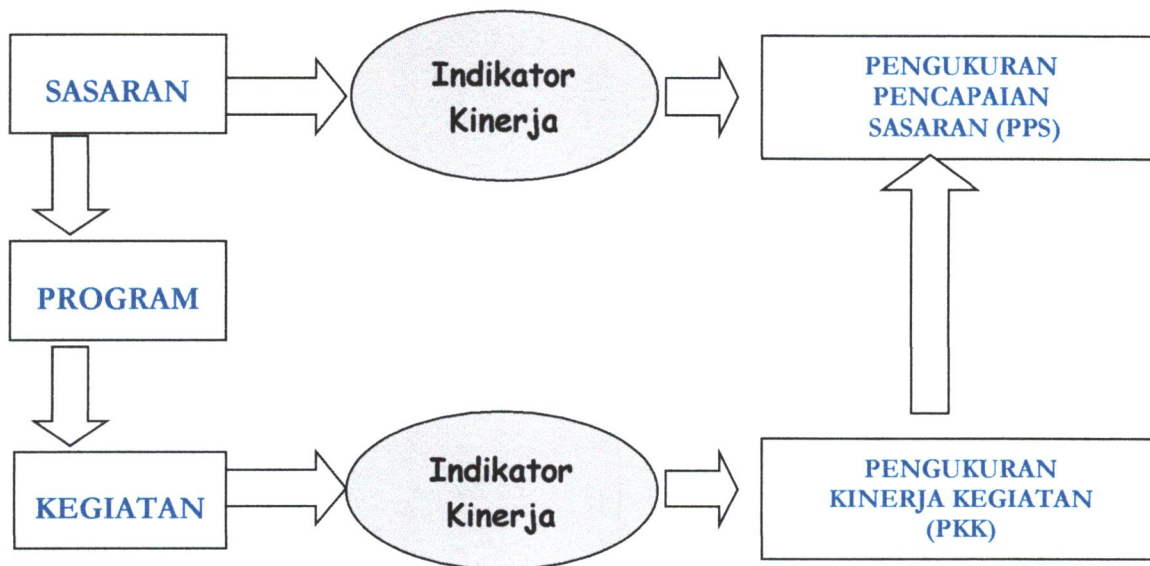 SASARAN
Indikator
Kinerja
PENGUKURAN
PENCAPAIAN
SASARAN (PPS)
PROGRAM
KEGIATAN
Indikator
Kinerja
PENGUKURAN
KINERJA KEGIATAN
(PKK)